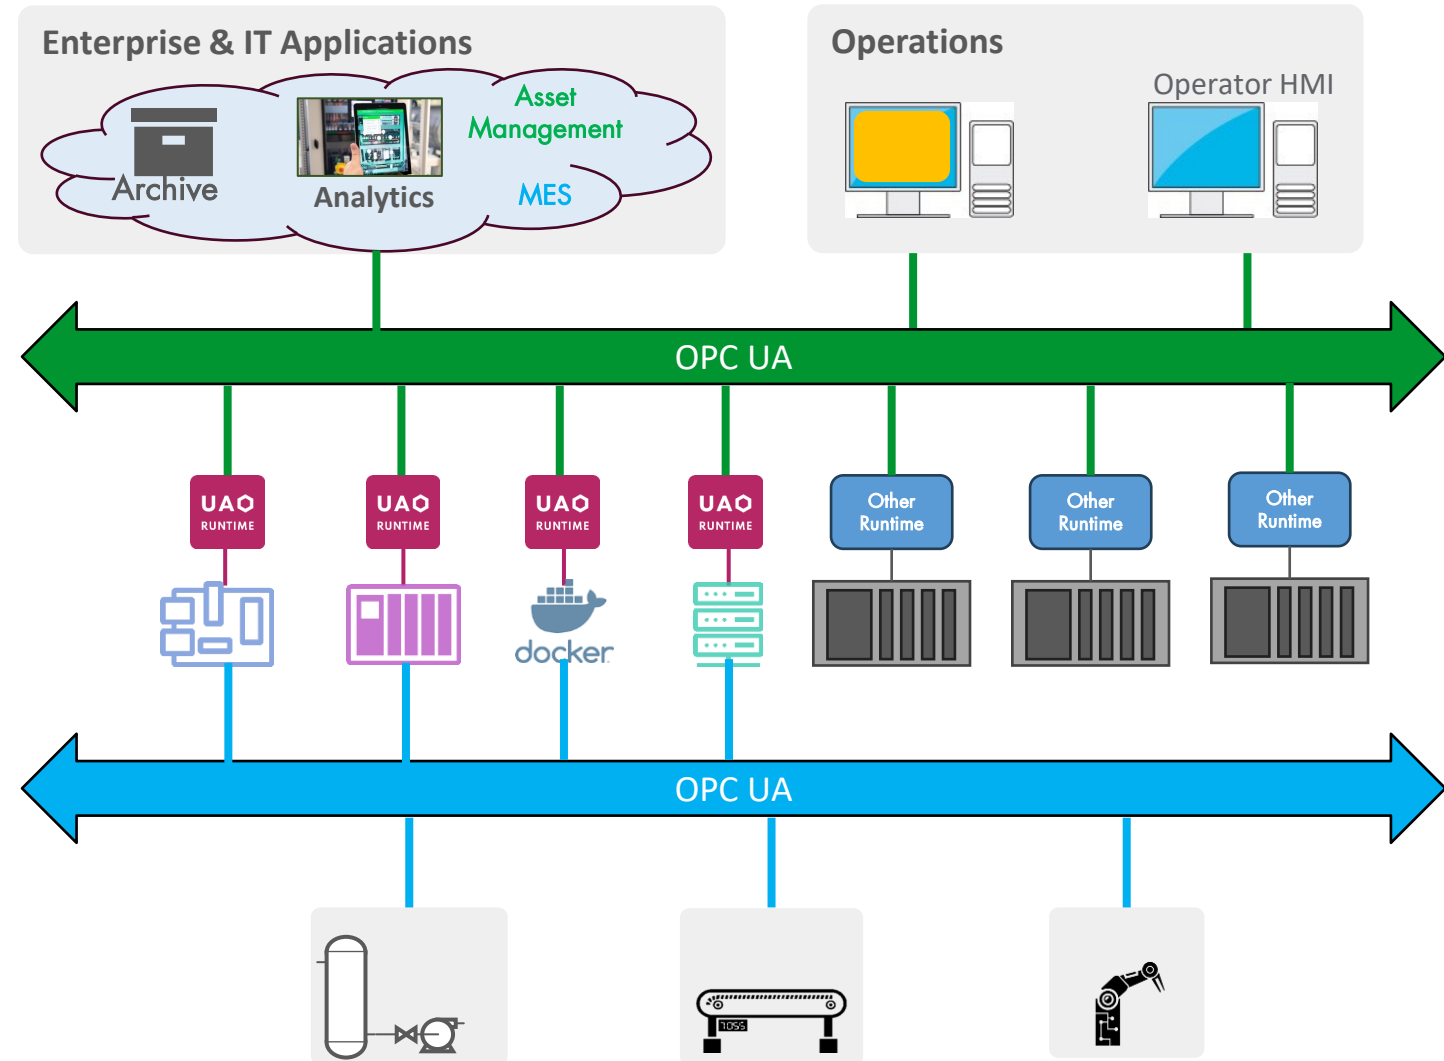 Enterprise & IT Applications
Operations
Operator HMI
Asset
Management
Archive
Analytics
MES
OPC UA
UAO
RUNTIME
UAO
RUNTIME
UAO
RUNTIME
UAO
RUNTIME
Other
Runtime
Other
Runtime
Other
Runtime
docker
OPC UA